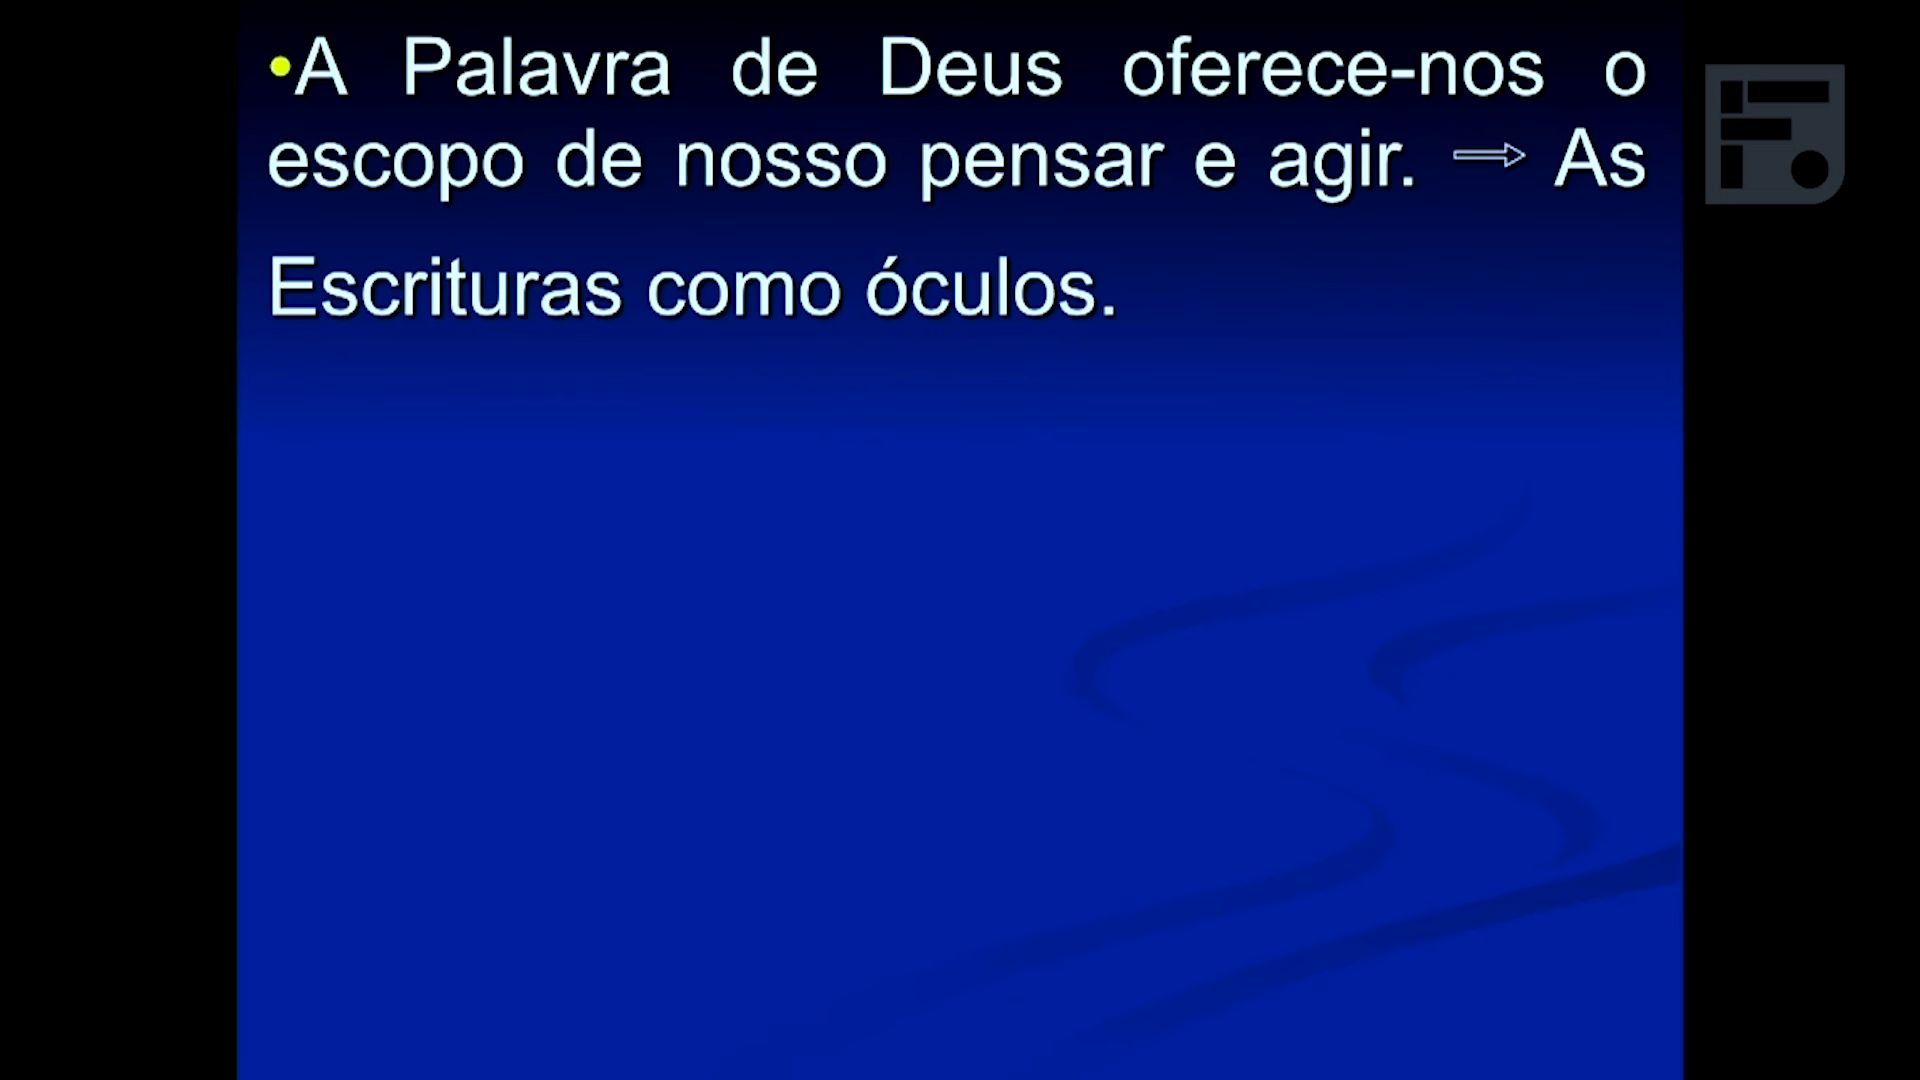 •A Palavra de Deus oferece-nos o
escopo de nosso pensar e agir. ⇒ As
Escrituras como óculos.